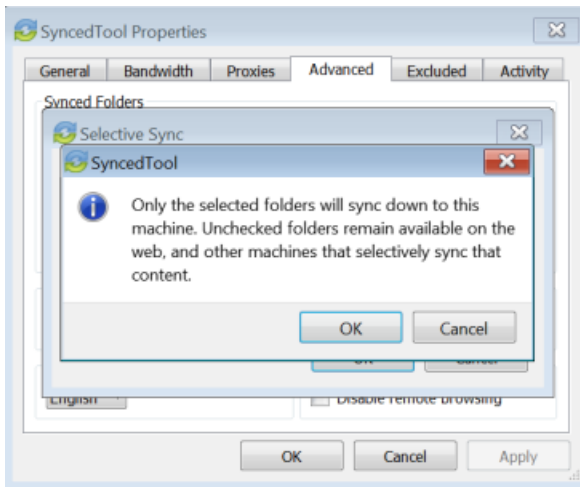 SyncedTool Properties
General Bandwidth Proxies Advanced Excluded Activity
Synced Folders
Selective Sync
SyncedTool
Only the selected folders will sync down to this
machine. Unchecked folders remain available on the
web, and other machines that selectively sync that
content.
OK Cancel
English Disable remote browsing
OK Cancel Apply